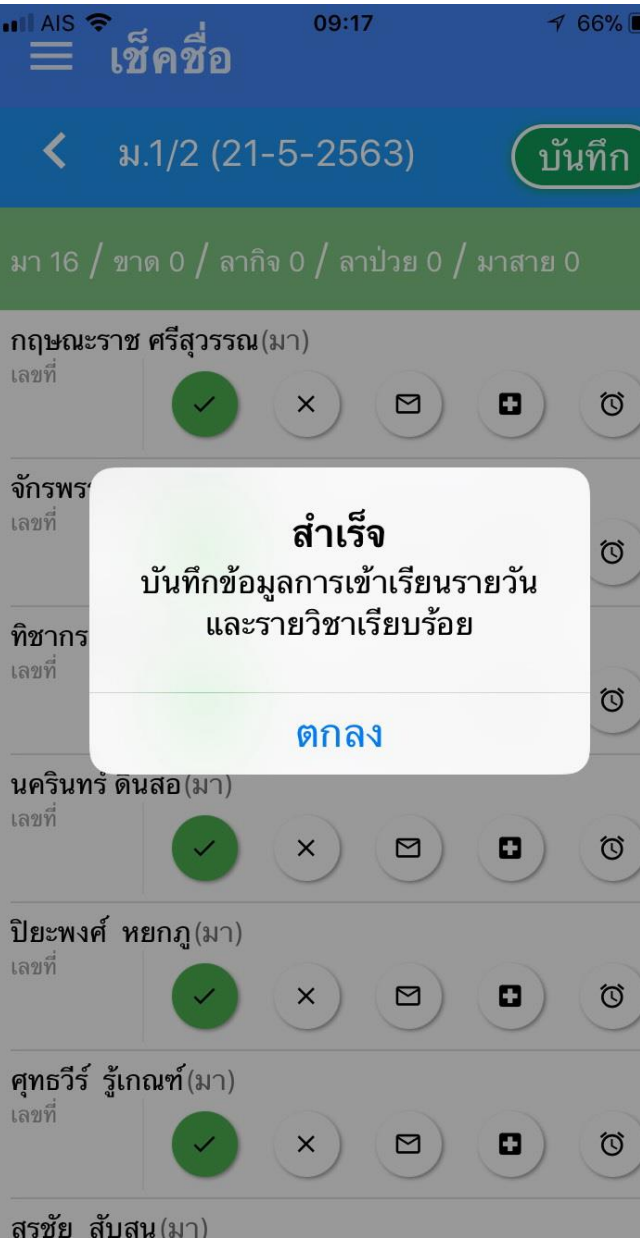 AIS 09:17 66%
เช็คชื่อ
ม.1/2 (21-5-2563) บันทึก
มา 16 / ขาด 0 / ลากิจ 0 / ลาป่วย 0 / มาสาย 0
กฤษณะราช ศรีสุวรรณ(มา)
เลขที่
เลขที่
สำเร็จ
บันทึกข้อมูลการเข้าเรียนรายวัน
และรายวิชาเรียบร้อย
ทิชากร
เลขที่
ตกลง
นครินทร์ ดินสอ(มา)
เลขที่
ปิยะพงศ์ หยกภู(มา)
เลขที่
ศุทธวีร์ รู้เกณฑ์(มา)
เลขที่
สุรชัย สับสน(มา)